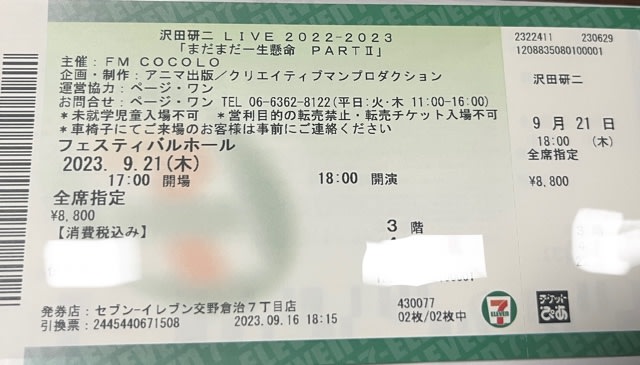 沢田研二 LIVE 2022-2023
「まだまだ一生懸命 PARTⅡ」
主催:FM COCOLO
企画・制作:アニマ出版/クリエイティブマンプロダクション
運営協力:ページ・ワン
お問合せ:ページ・ワン TEL 06-6362-8122(平日:火・木 11:00-16:00)
*未就学児童入場不可 *営利目的の転売禁止・転売チケット入場不可
*車椅子にてご来場のお客様は事前にご連絡ください
フェスティバルホール
2023. 9.21(木)
17:00 開場 18:00 開演
全席指定
¥8,800
【消費税込み】
3 階
発券店:セブン-イレブン交野倉治7丁目店
引換票:2445440671508 2023.09.16 18:15
430077
02枚/02枚中
7
ELEVEN
チケット
ぴあ
2322411 230629
1208835080100001
沢田研二
9 月 21 日
18:00 (木)
全席指定
¥8,800